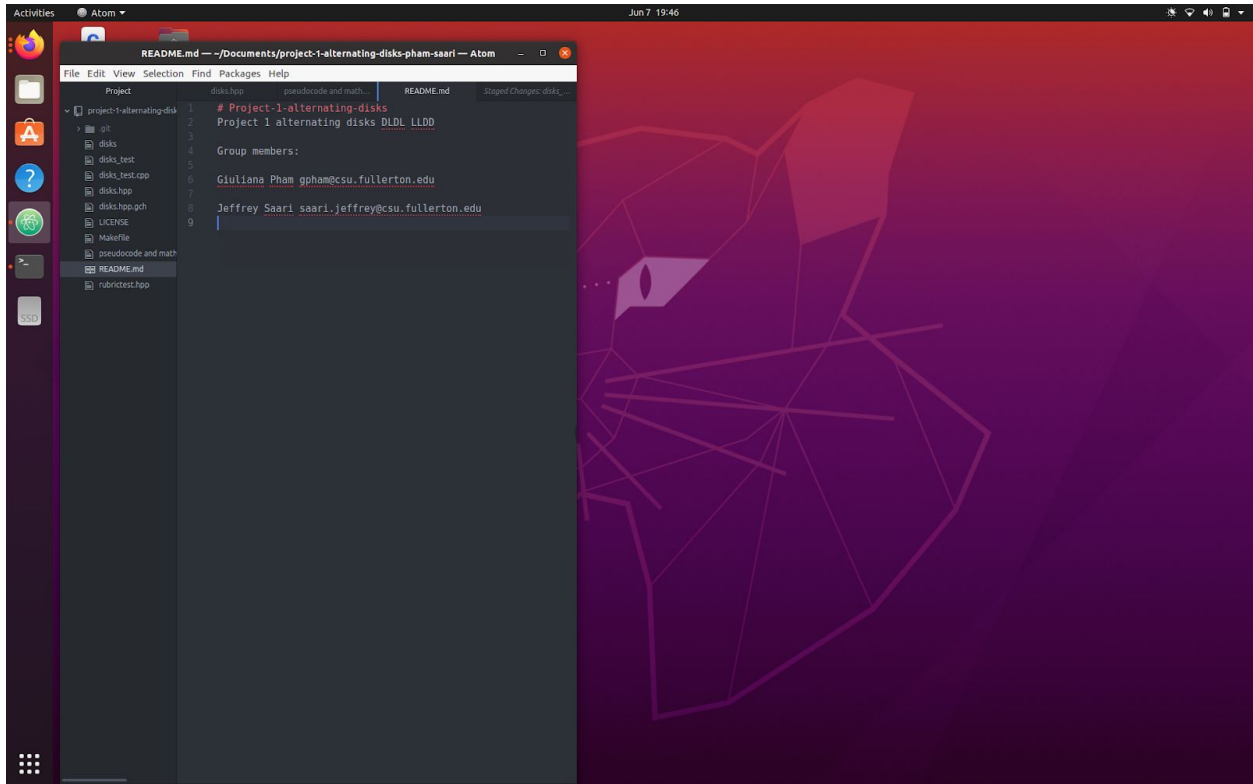 Activities
Atom
Jun 7 19:46
README.md — ~/Documents/project-1-alternating-disks-pham-saari — Atom
File Edit View Selection Find Packages Help
Project
disks.hpp
pseudocode and math...
README.md
Staged Changes: disks_...
project-1-alternating-disk
.git
disks
disks_test
disks_test.cpp
disks.hpp
disks.hpp.gch
LICENSE
Makefile
pseudocode and math
README.md
rubrictest.hpp
1 # Project-1-alternating-disks
2 Project 1 alternating disks DLDL LLDD
3
4 Group members:
5
6 Giuliana Pham gpham@csu.fullerton.edu
7
8 Jeffrey Saari saari.jeffrey@csu.fullerton.edu
9
SSD